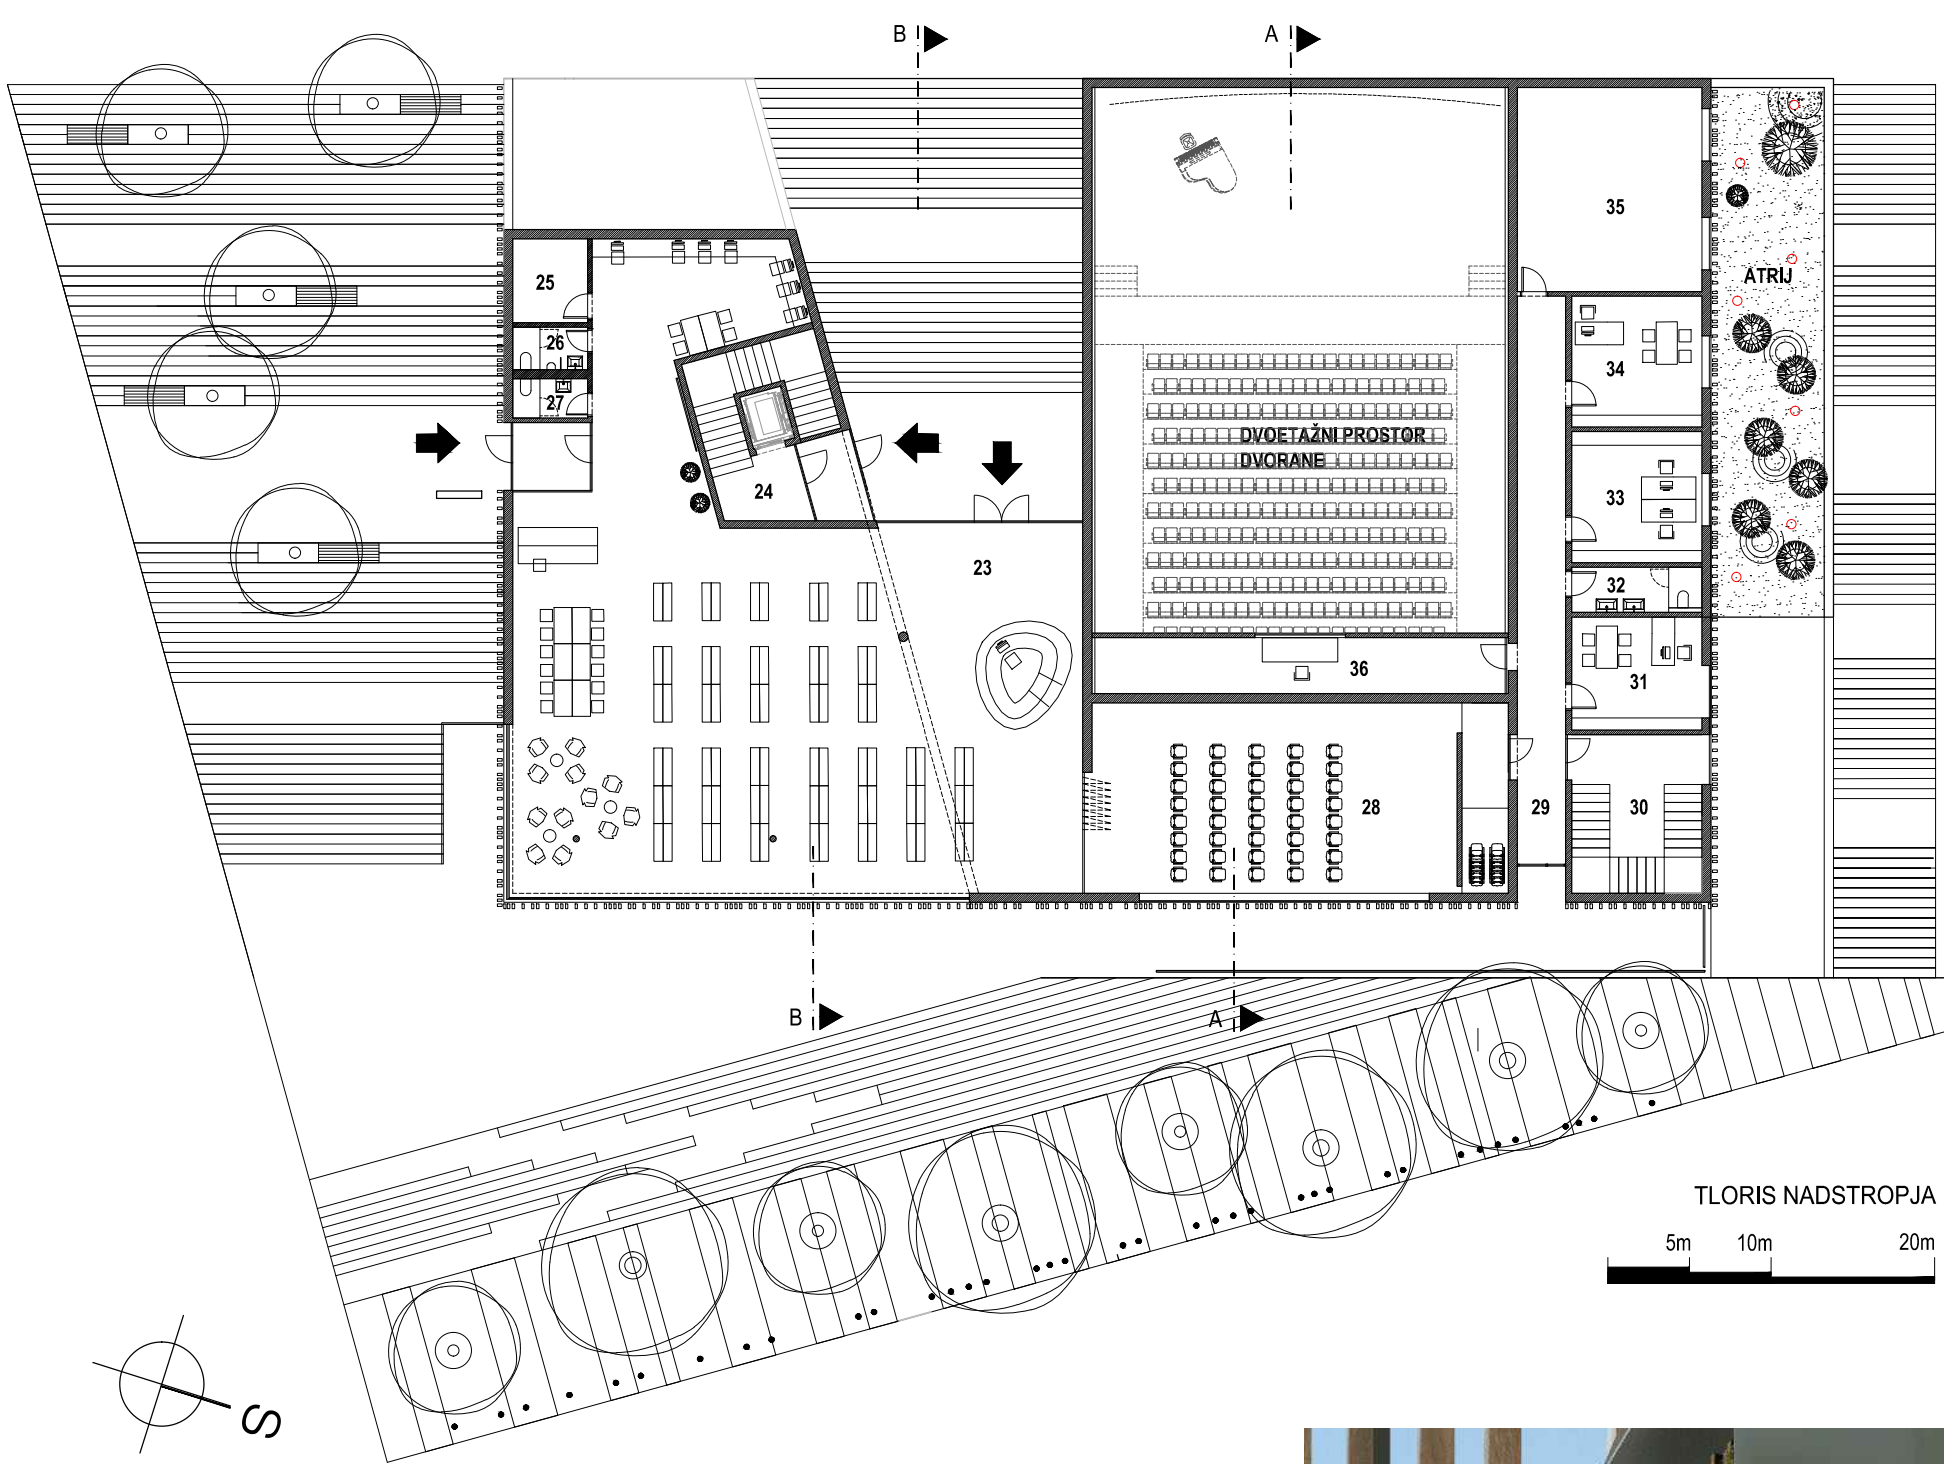 B
A
35
25
ATRIJ
26
34
27
DVOETAŽNI PROSTOR
DVORANE
24
33
23
32
36
31
28
29
30
B
A
TLORIS NADSTROPJA
5m 10m 20m
S